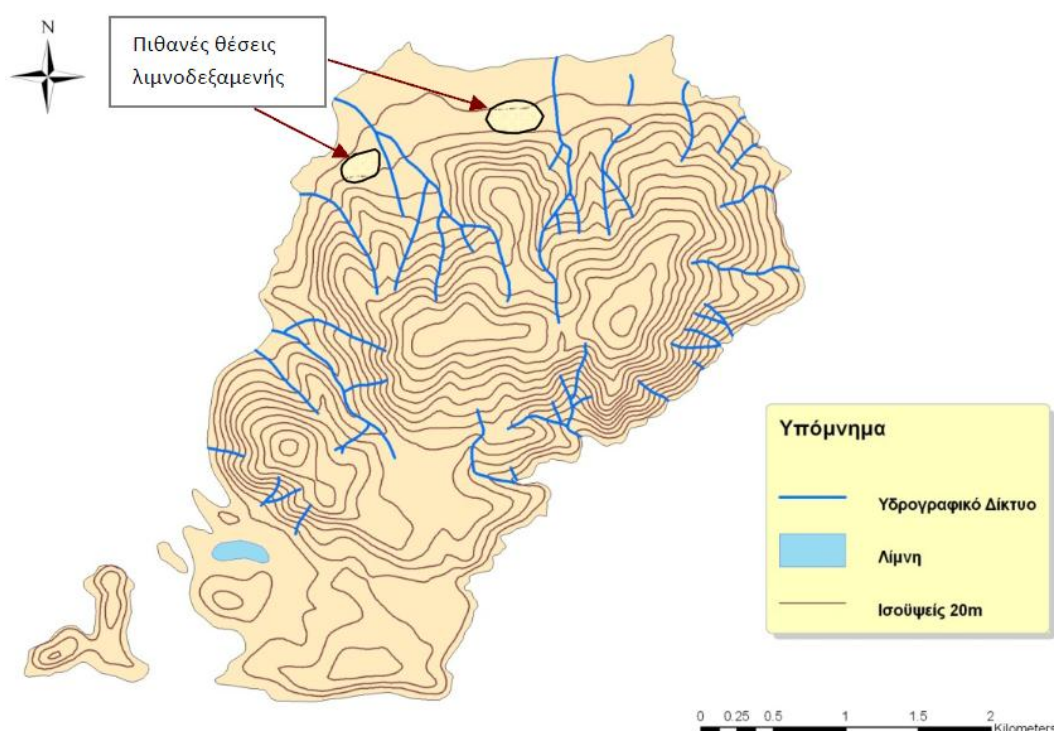 N
Πιθανές θέσεις
λιμνοδεξαμενής
Υπόμνημα
Υδρογραφικό Δίκτυο
Λίμνη
Ισοϋψείς 20m
0 0.25 0.5 1 1.5 2
Kilometers